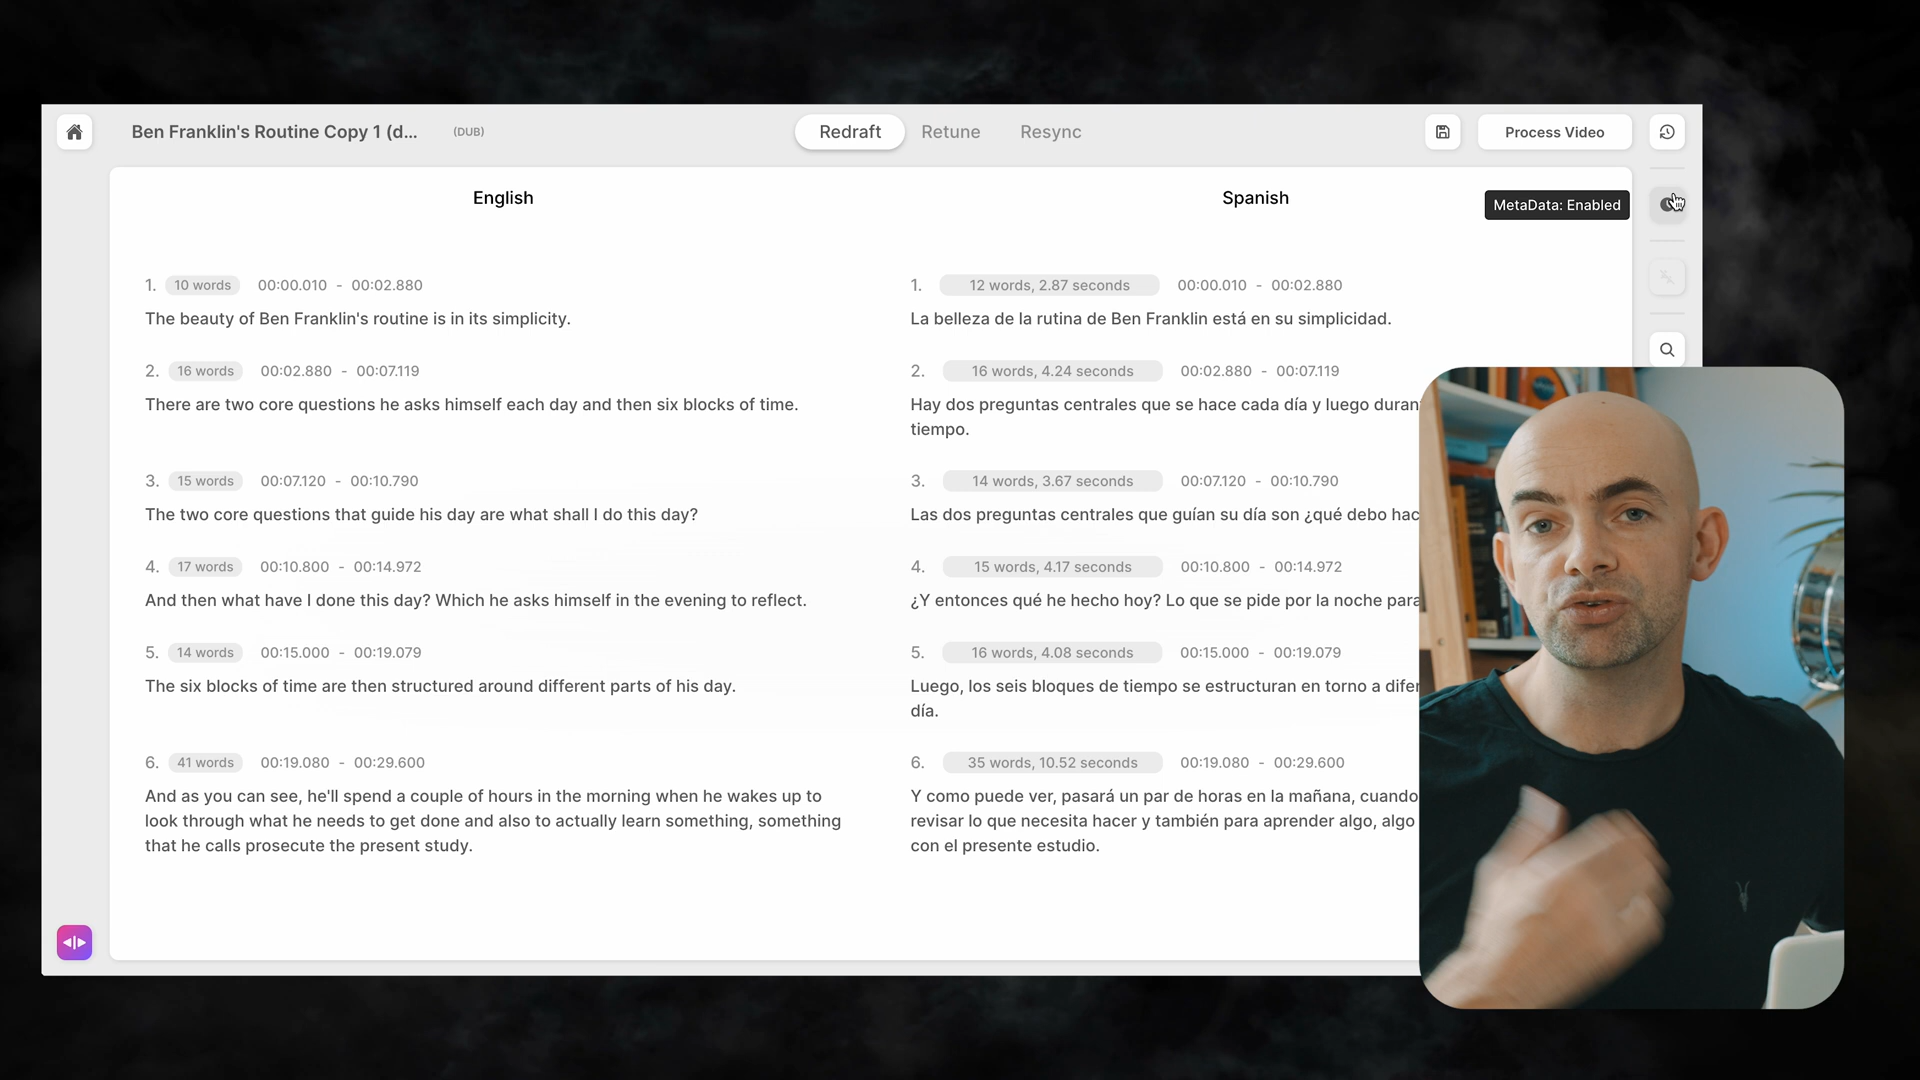 Ben Franklin's Routine Copy 1 (d...
(DUB)
Redraft
Retune
Resync
Process Video
English
Spanish
MetaData: Enabled
1. 10 words 00:00.010 - 00:02.880
The beauty of Ben Franklin's routine is in its simplicity.
2. 16 words 00:02.880 - 00:07.119
There are two core questions he asks himself each day and then six blocks of time.
3. 15 words 00:07.120 - 00:10.790
The two core questions that guide his day are what shall I do this day?
4. 17 words 00:10.800 - 00:14.972
And then what have I done this day? Which he asks himself in the evening to reflect.
5. 14 words 00:15.000 - 00:19.079
The six blocks of time are then structured around different parts of his day.
6. 41 words 00:19.080 - 00:29.600
And as you can see, he'll spend a couple of hours in the morning when he wakes up to
look through what he needs to get done and also to actually learn something, something
that he calls prosecute the present study.
1. 12 words, 2.87 seconds 00:00.010 - 00:02.880
La belleza de la rutina de Ben Franklin está en su simplicidad.
2. 16 words, 4.24 seconds 00:02.880 - 00:07.119
Hay dos preguntas centrales que se hace cada día y luego duran
tiempo.
3. 14 words, 3.67 seconds 00:07.120 - 00:10.790
Las dos preguntas centrales que guían su día son ¿qué debo hac
4. 15 words, 4.17 seconds 00:10.800 - 00:14.972
¿Y entonces qué he hecho hoy? Lo que se pide por la noche para
5. 16 words, 4.08 seconds 00:15.000 - 00:19.079
Luego, los seis bloques de tiempo se estructuran en torno a difer
día.
6. 35 words, 10.52 seconds 00:19.080 - 00:29.600
Y como puede ver, pasará un par de horas en la mañana, cuando
revisar lo que necesita hacer y también para aprender algo, algo
con el presente estudio.